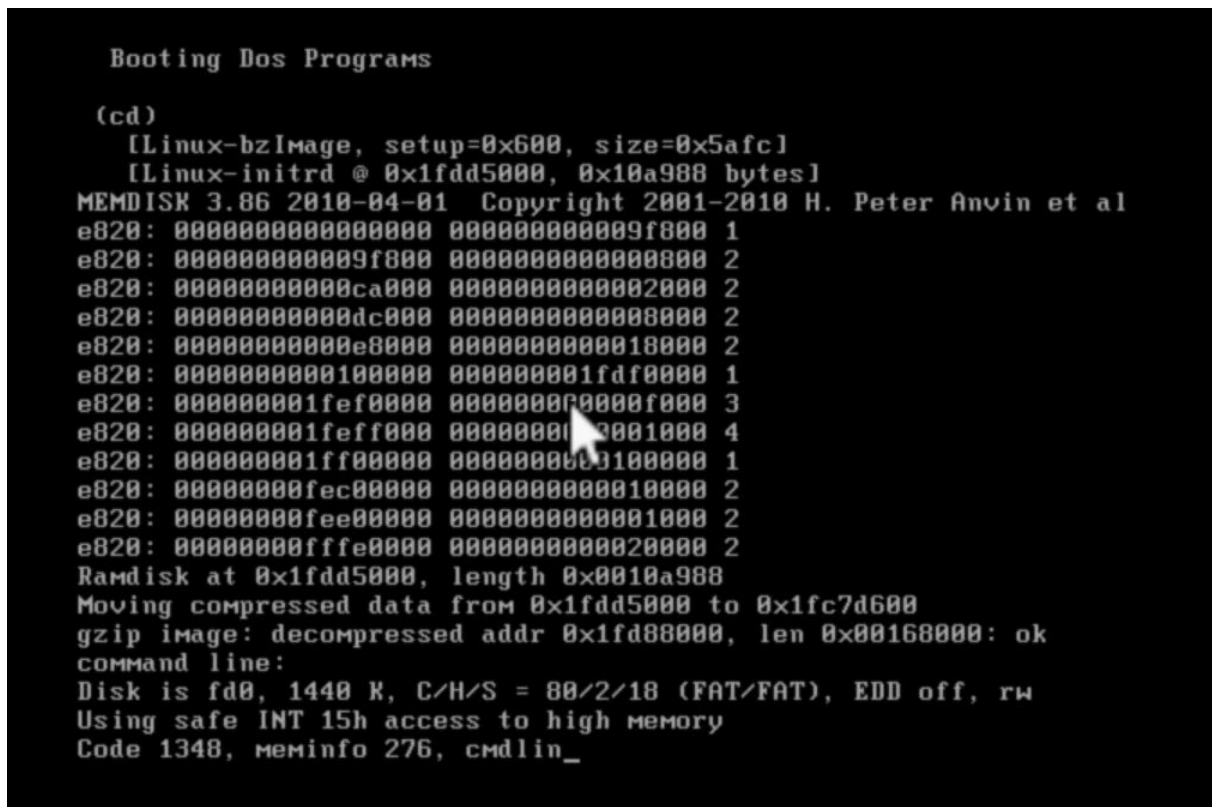 Booting Dos Programs
(cd)
[Linux-bzImage, setup=0x600, size=0x5afc]
[Linux-initrd @ 0x1fdd5000, 0x10a988 bytes]
MEMDISK 3.86 2010-04-01 Copyright 2001-2010 H. Peter Anvin et al
e820: 0000000000000000 000000000009f800 1
e820: 000000000009f800 0000000000000800 2
e820: 00000000000ca000 0000000000002000 2
e820: 00000000000dc000 0000000000008000 2
e820: 00000000000e8000 0000000000018000 2
e820: 0000000000100000 000000001fdf0000 1
e820: 000000001fef0000 000000000000f000 3
e820: 000000001feff000 0000000000001000 4
e820: 000000001ff00000 0000000000100000 1
e820: 00000000fec00000 0000000000010000 2
e820: 00000000fee00000 0000000000001000 2
e820: 00000000fffe0000 0000000000020000 2
Ramdisk at 0x1fdd5000, length 0x0010a988
Moving compressed data from 0x1fdd5000 to 0x1fc7d600
gzip image: decompressed addr 0x1fd88000, len 0x00168000: ok
command line:
Disk is fd0, 1440 K, C/H/S = 80/2/18 (FAT/FAT), EDD off, rw
Using safe INT 15h access to high memory
Code 1348, meminfo 276, cmdlin_